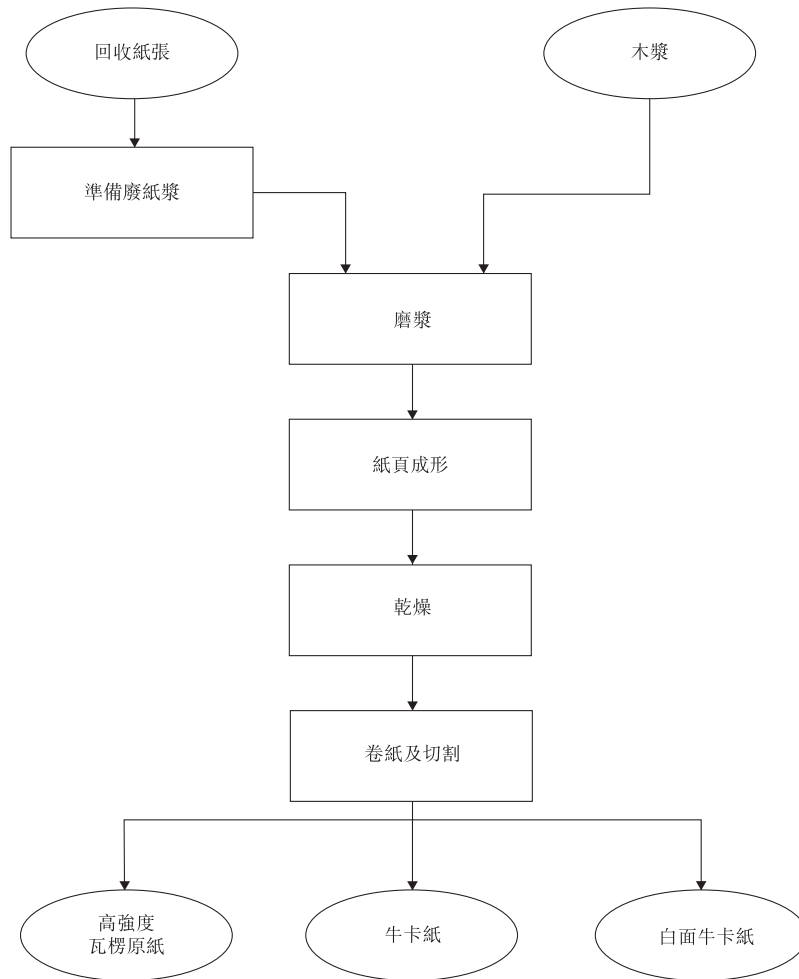 回收紙張
木漿
準備廢紙漿
磨漿
紙頁成形
乾燥
卷紙及切割
高強度
瓦楞原紙
牛卡紙
白面牛卡紙